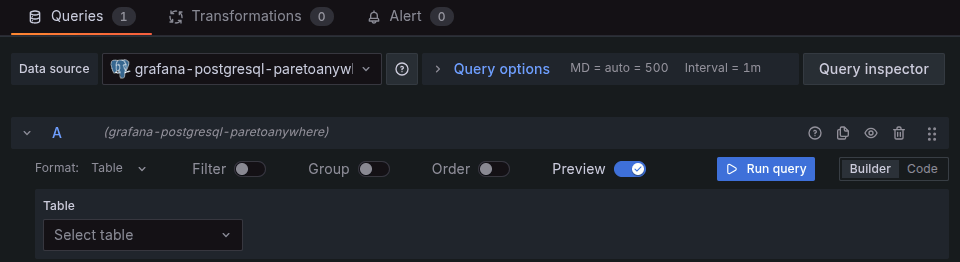 Queries 1 Transformations 0 Alert 0
Data source grafana-postgresql-paretoanywl Query options MD = auto = 500 Interval = 1m Query inspector
A (grafana-postgresql-paretoanywhere)
Format: Table Filter Group Order Preview Run query Builder Code
Table
Select table